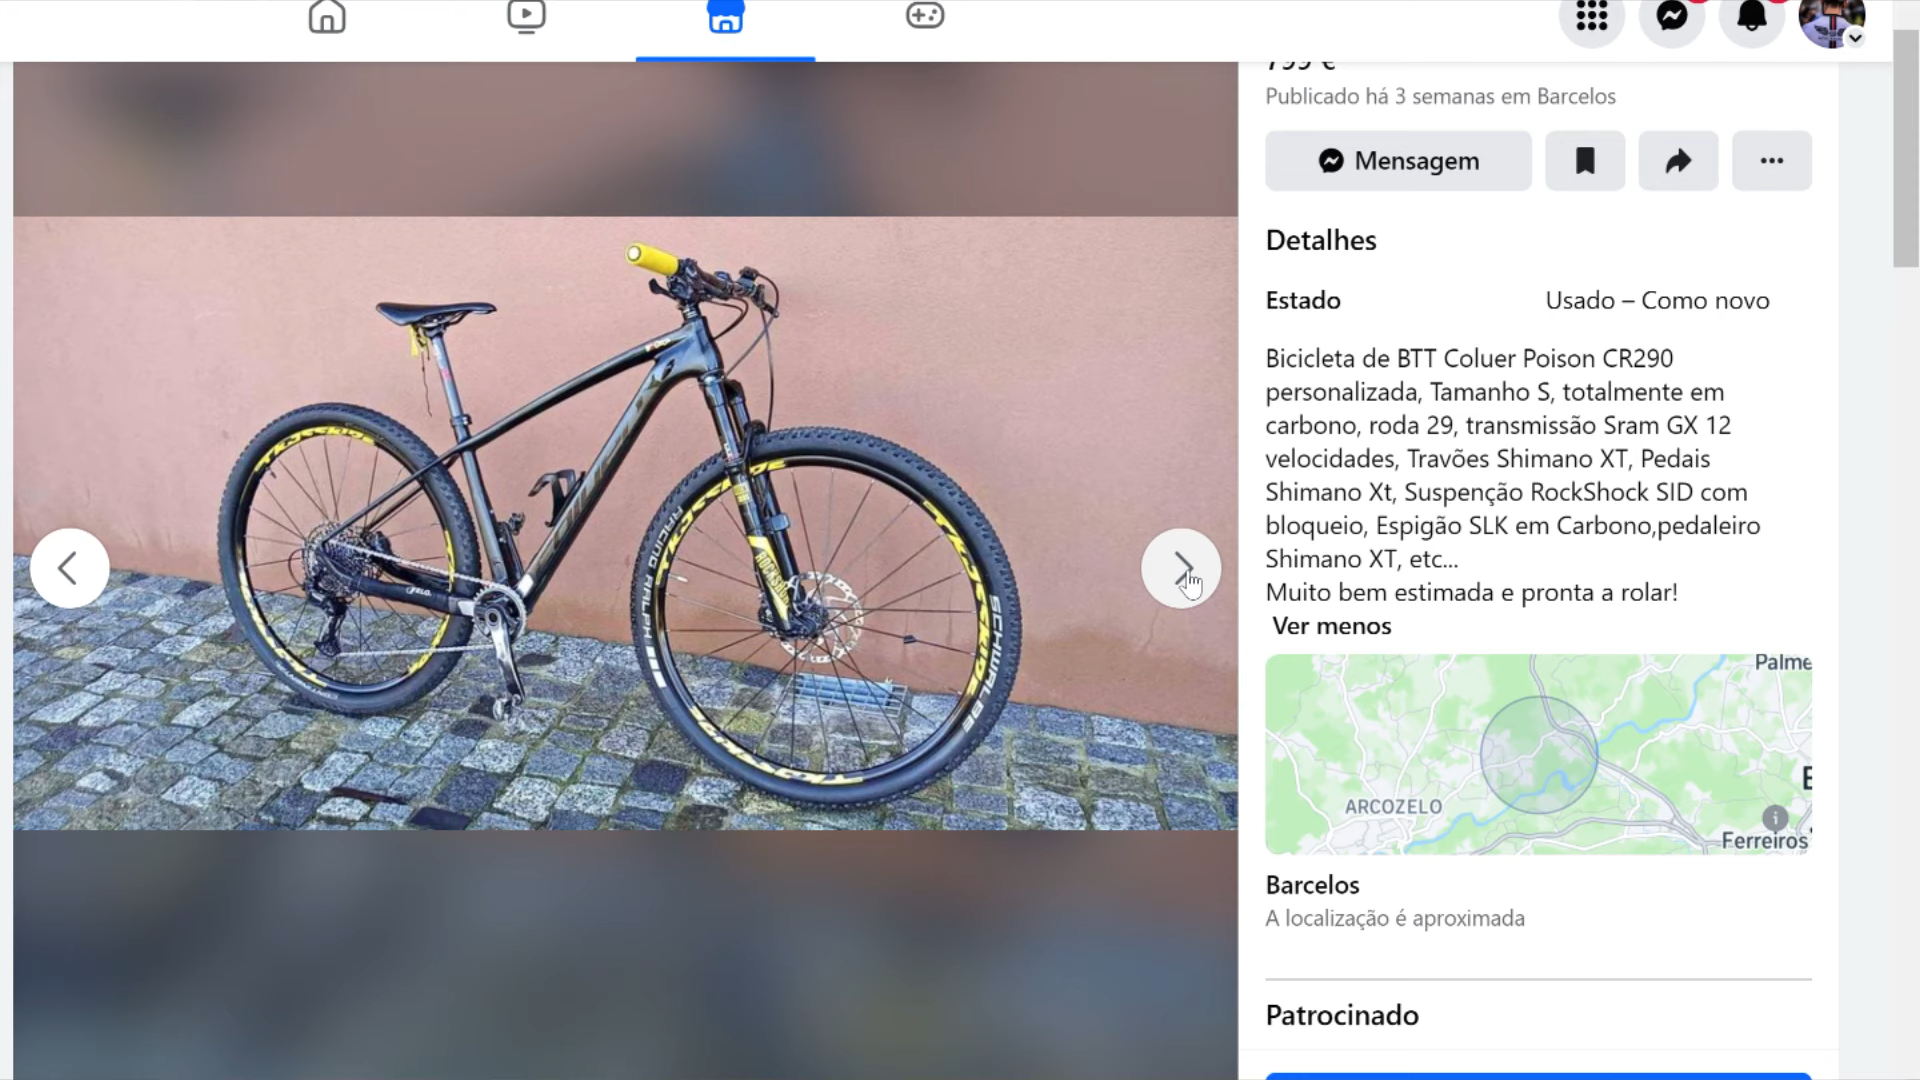 799 €
Publicado há 3 semanas em Barcelos
Mensagem
Detalhes
Estado
Usado – Como novo
Bicicleta de BTT Coluer Poison CR290
personalizada, Tamanho S, totalmente em
carbono, roda 29, transmissão Sram GX 12
velocidades, Travões Shimano XT, Pedais
Shimano Xt, Suspenção RockShock SID com
bloqueio, Espigão SLK em Carbono,pedaleiro
Shimano XT, etc...
Muito bem estimada e pronta a rolar!
Ver menos
Palme
ARCOZELO
Ferreiros
Barcelos
A localização é aproximada
Patrocinado
COLUER
ROCKSHOX
RACING RALPH
SCHWALBE